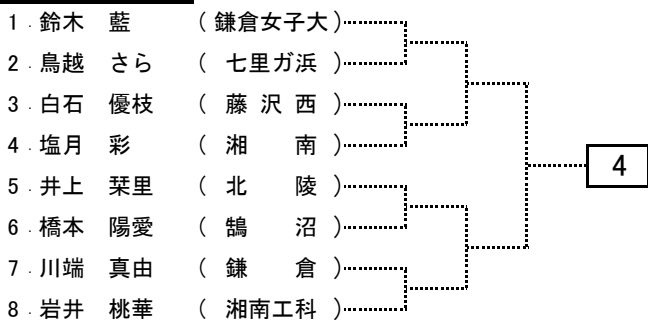 1 . 鈴木 藍 ( 鎌倉女子大 )
2 . 鳥越 さら ( 七里ガ浜 )
3 . 白石 優枝 ( 藤沢西 )
4 . 塩月 彩 ( 湘南 )
5 . 井上 栞里 ( 北陵 )
6 . 橋本 陽愛 ( 鵠沼 )
7 . 川端 真由 ( 鎌倉 )
8 . 岩井 桃華 ( 湘南工科 )
4